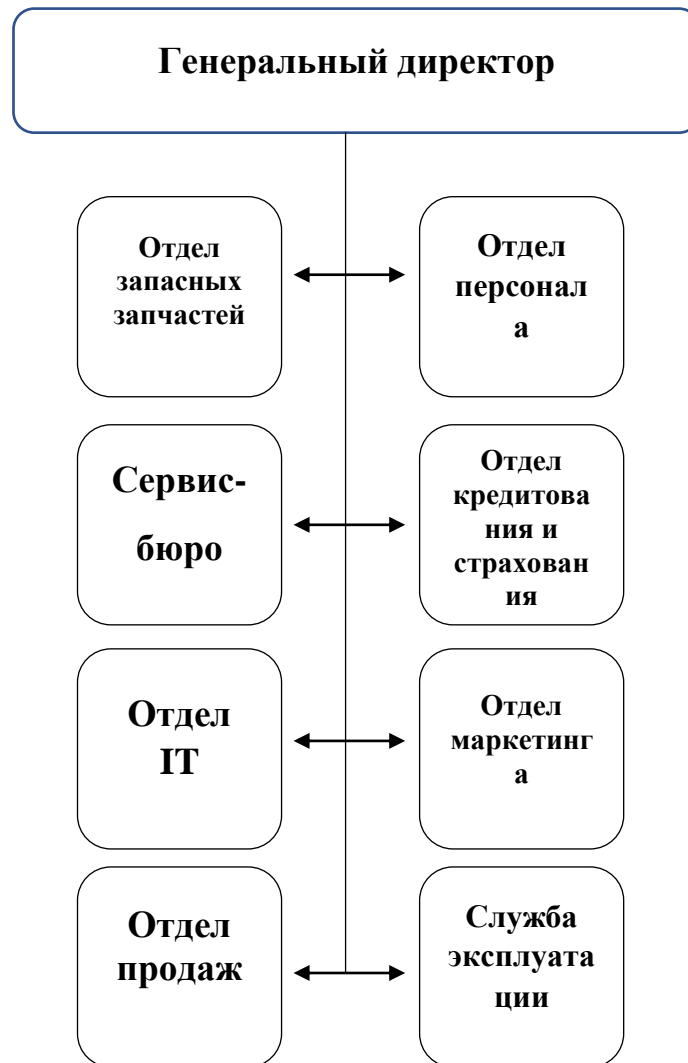 Генеральный директор
Отдел
запасных
запчастей
Отдел
персонал
а
Сервис-
бюро
Отдел
кредитова
ния и
страхован
ия
Отдел
IT
Отдел
маркетинг
а
Отдел
продаж
Служба
эксплуата
ции